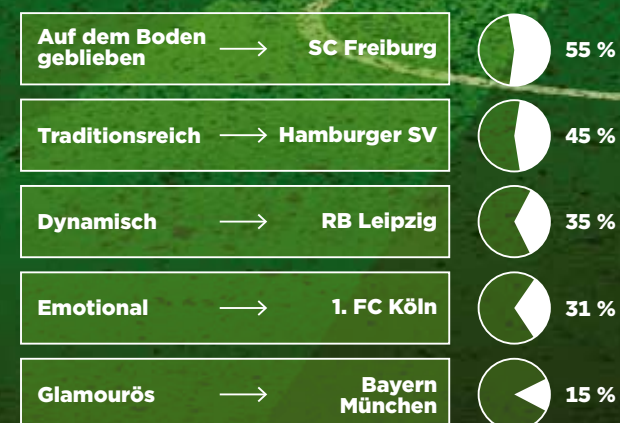 Auf dem Boden
geblieben
SC Freiburg
55 %
Traditionsreich
Hamburger SV
45 %
Dynamisch
RB Leipzig
35 %
Emotional
1. FC Köln
31 %
Glamourös
Bayern
München
15 %